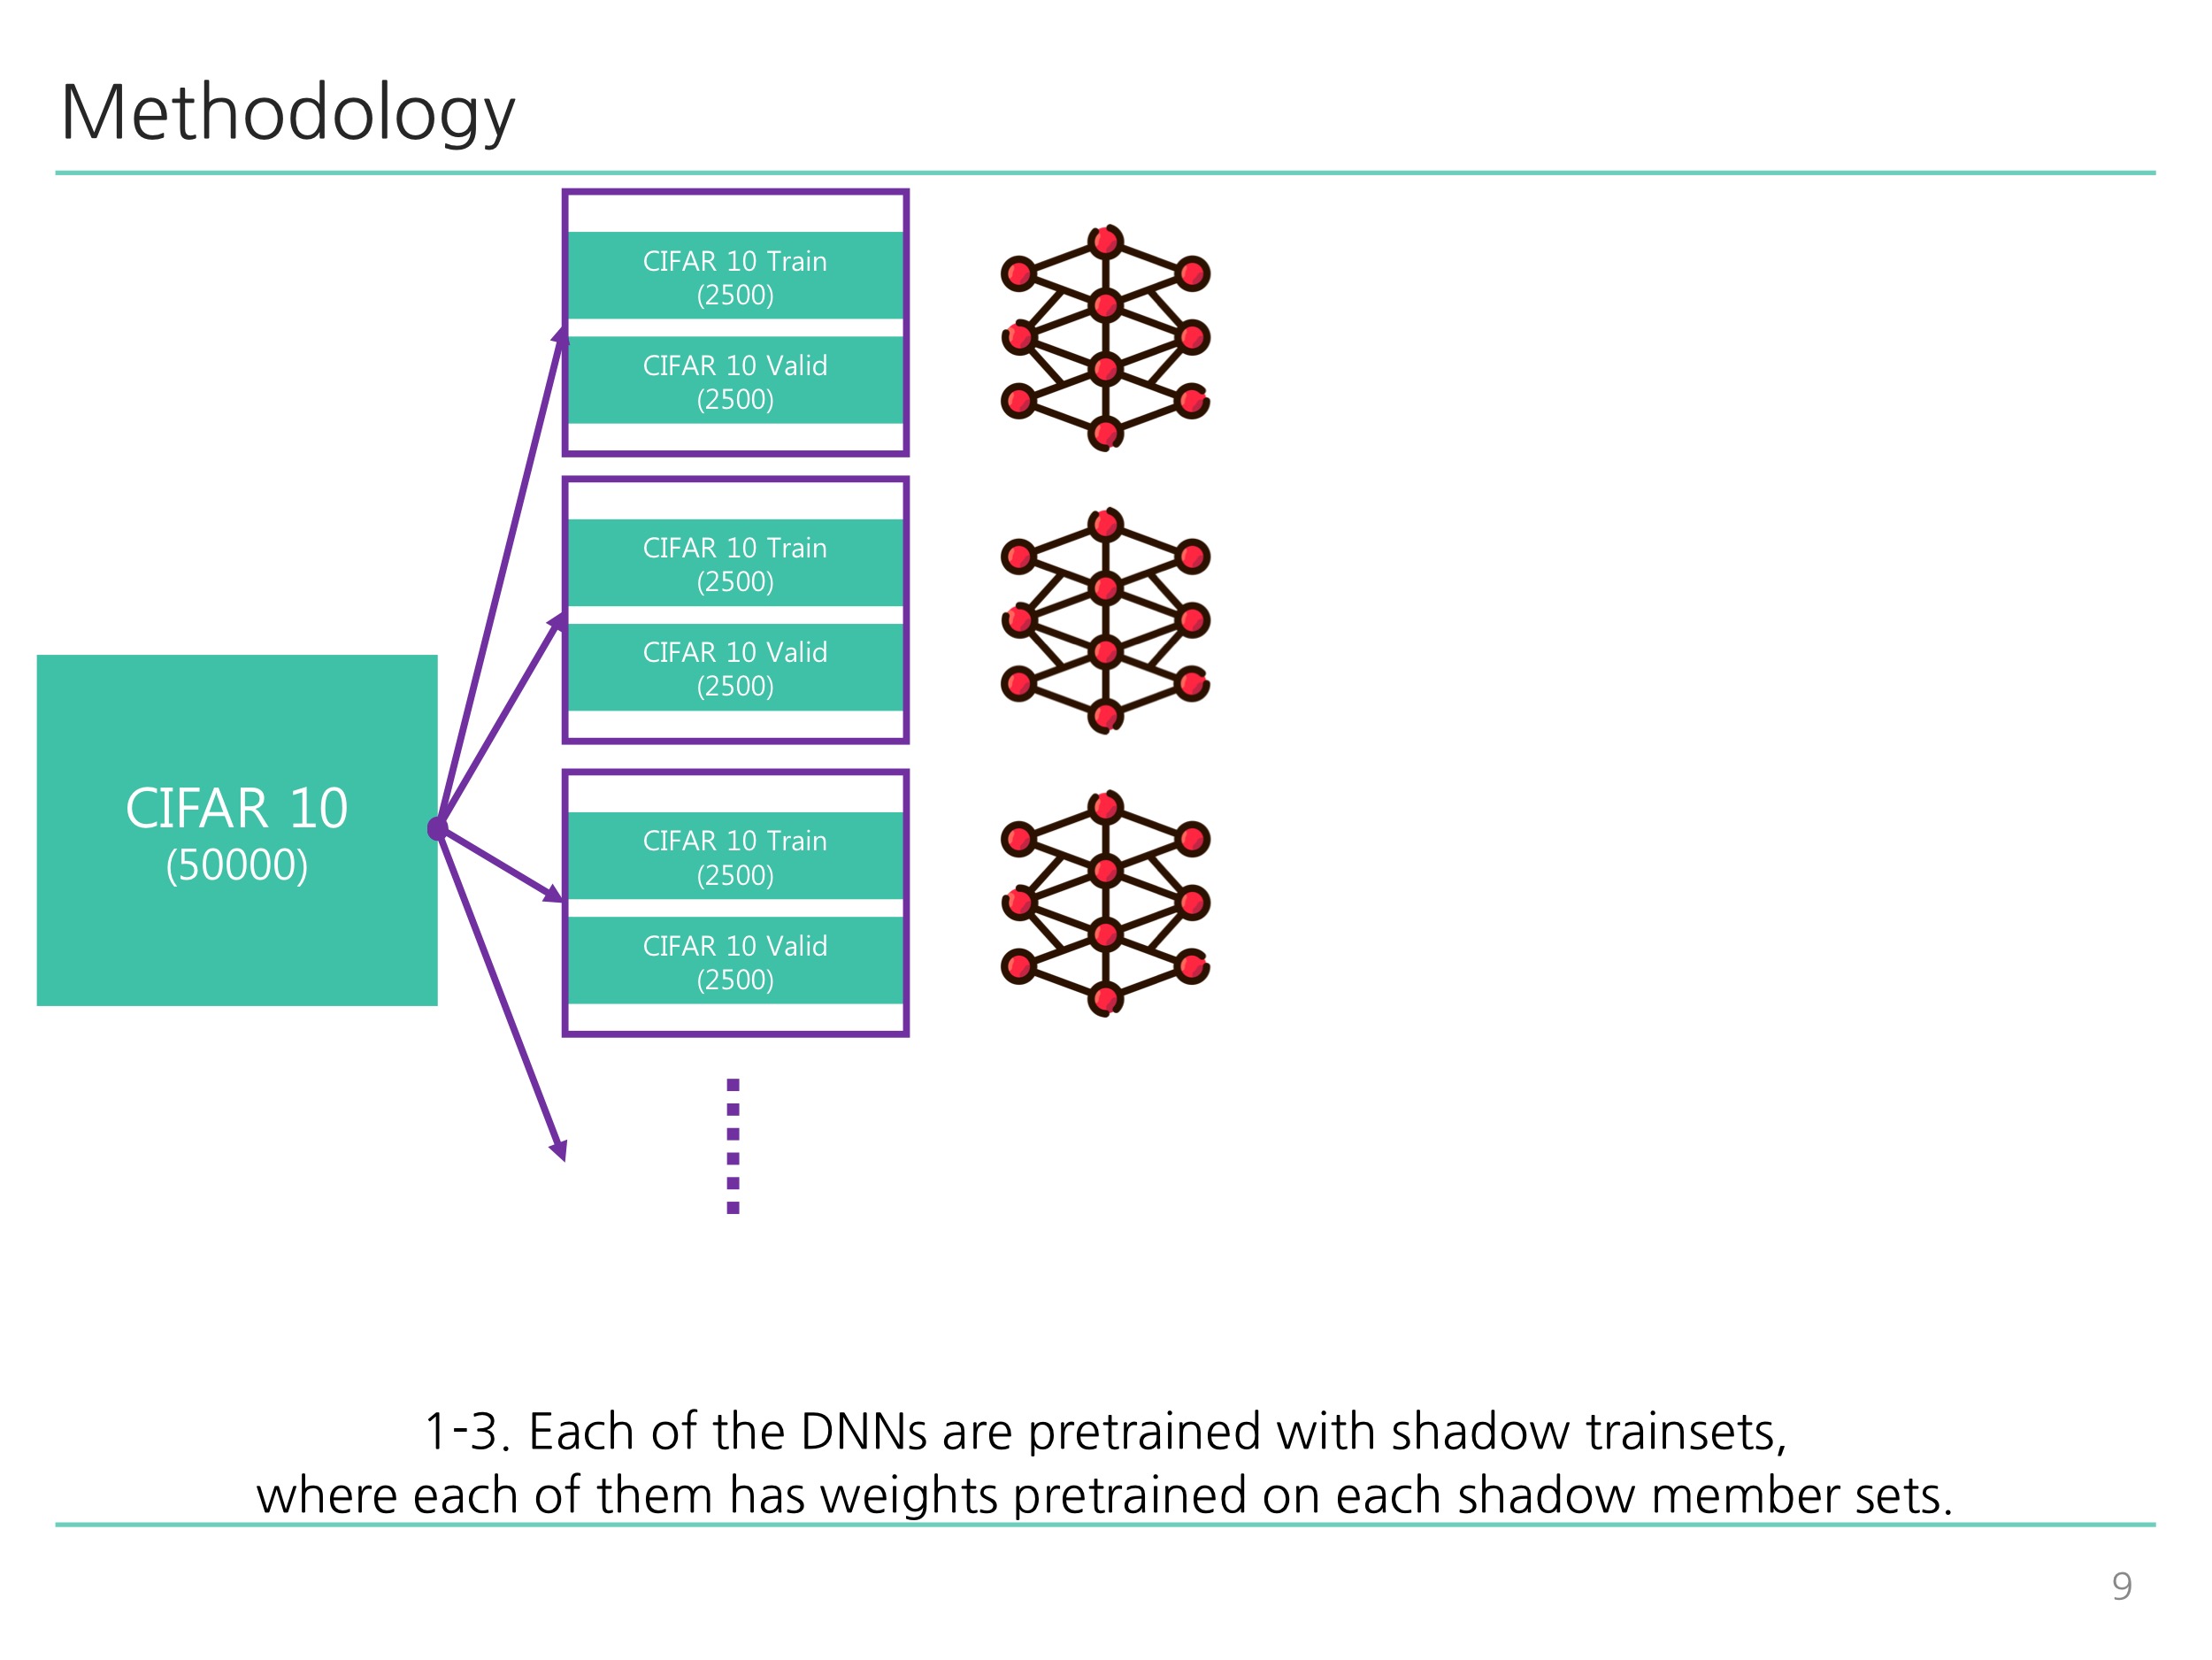 Methodology
CIFAR 10 Train
(2500)
CIFAR 10 Valid
(2500)
CIFAR 10 Train
(2500)
CIFAR 10 Valid
(2500)
CIFAR 10
(50000)
CIFAR 10 Train
(2500)
CIFAR 10 Valid
(2500)
1-3. Each of the DNNs are pretrained with shadow trainsets,
where each of them has weights pretrained on each shadow member sets.
9